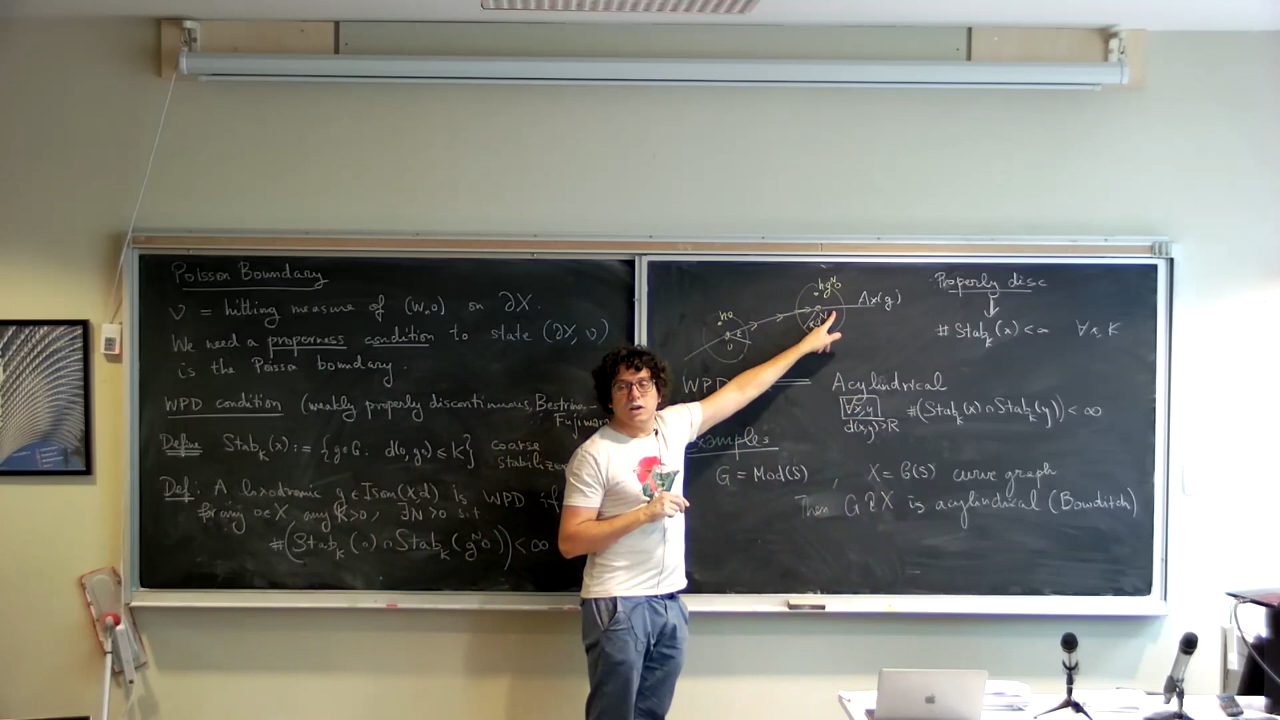 Poisson Boundary
ν = hitting measure of (w_n o) on ∂X.
We need a properness condition to state (∂X, ν)
is the Poisson boundary.
WPD condition (weakly properly discontinuous, Bestvina-
Fujiwara
Define Stab_K(x) := {g∈G. d(o,go) ≤ K} coarse
stabilize
Def: A loxodromic g ∈ Isom(X,d) is WPD if
for any o∈X any K>0, ∃N>0 s.t
#(Stab_K(o) ∩ Stab_K(g^N o)) < ∞
ho
o
hg^N o
g^N o
Ax(g)
Properly disc
↓
# Stab_K(x) < ∞ ∀x, K
WPD
Acylindrical
∀x,y #(Stab_K(x) ∩ Stab_K(y)) < ∞
d(x,y)>R
Examples
G = Mod(S) , X = C(S) curve graph
Then G ↷ X is acylindrical (Bowditch)